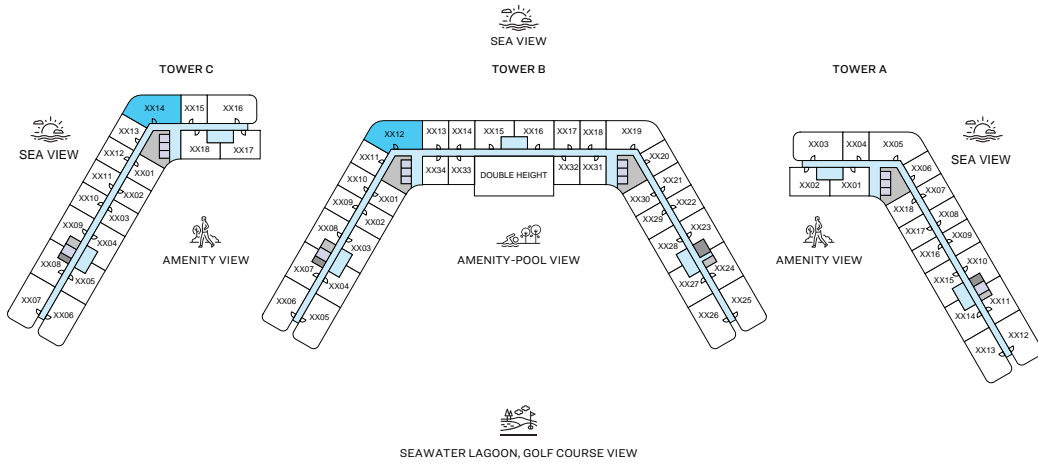 SEA VIEW
TOWER C
TOWER B
TOWER A
XX14
XX15
XX16
XX13
XX12
XX11
XX10
XX09
XX08
XX07
XX06
XX05
XX04
XX03
XX02
XX01
XX18
XX17
SEA VIEW
AMENITY VIEW
XX12
XX13
XX14
XX15
XX16
XX17
XX18
XX19
XX11
XX10
XX09
XX08
XX07
XX06
XX05
XX04
XX03
XX02
XX01
XX34
XX33
DOUBLE HEIGHT
XX32
XX31
XX20
XX21
XX22
XX23
XX24
XX25
XX26
XX27
XX28
XX29
XX30
AMENITY-POOL VIEW
XX03
XX04
XX05
XX02
XX01
XX06
XX07
XX08
XX09
XX10
XX11
XX12
XX13
XX14
XX15
XX16
XX17
XX18
SEA VIEW
AMENITY VIEW
SEAWATER LAGOON, GOLF COURSE VIEW